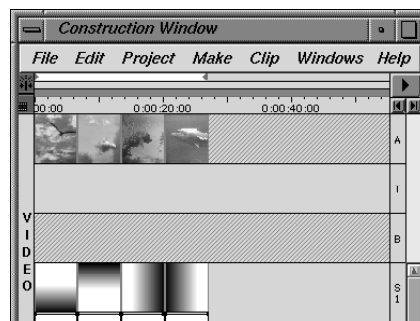 Construction Window
File Edit Project Make Clip Windows Help
00:00 0:00:20:00 0:00:40:00
A
I
VIDEO
B
S
1